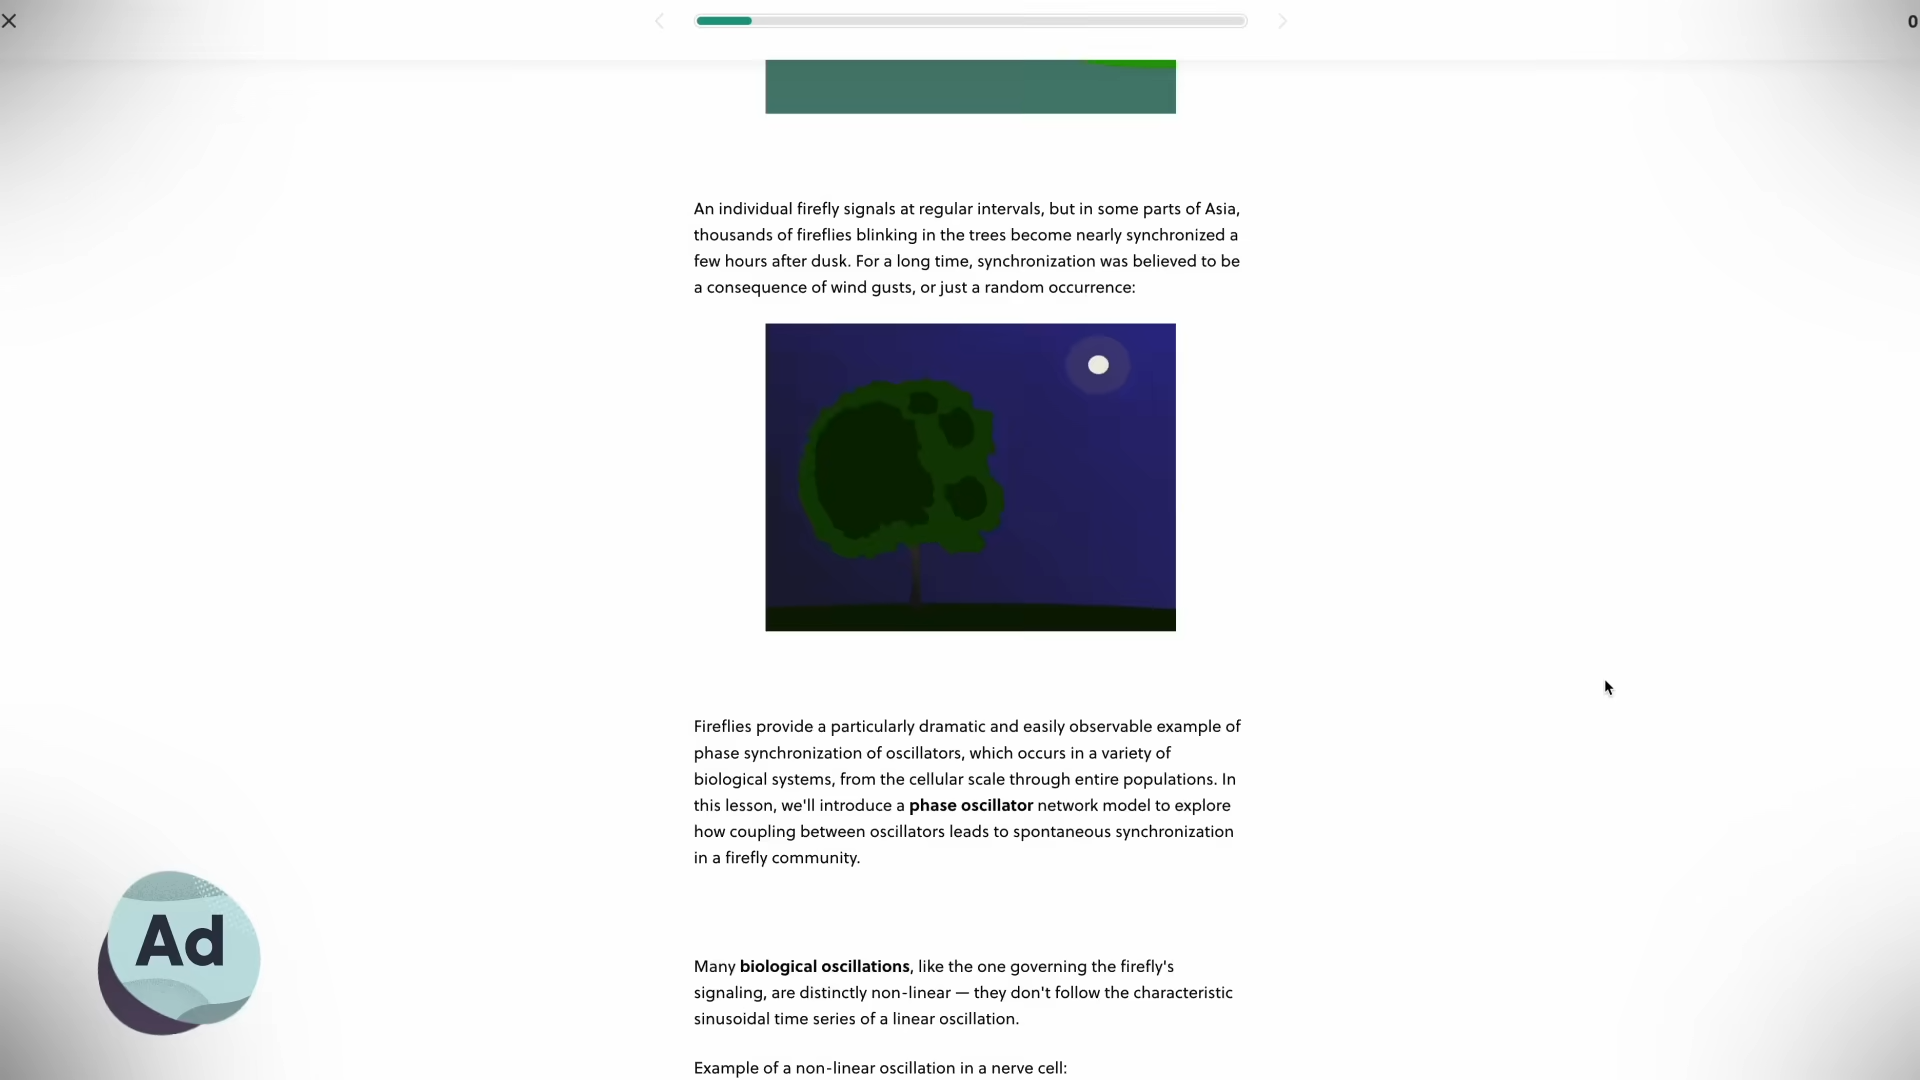 0
An individual firefly signals at regular intervals, but in some parts of Asia,
thousands of fireflies blinking in the trees become nearly synchronized a
few hours after dusk. For a long time, synchronization was believed to be
a consequence of wind gusts, or just a random occurrence:
Fireflies provide a particularly dramatic and easily observable example of
phase synchronization of oscillators, which occurs in a variety of
biological systems, from the cellular scale through entire populations. In
this lesson, we'll introduce a phase oscillator network model to explore
how coupling between oscillators leads to spontaneous synchronization
in a firefly community.
Ad
Many biological oscillations, like the one governing the firefly's
signaling, are distinctly non-linear — they don't follow the characteristic
sinusoidal time series of a linear oscillation.
Example of a non-linear oscillation in a nerve cell: